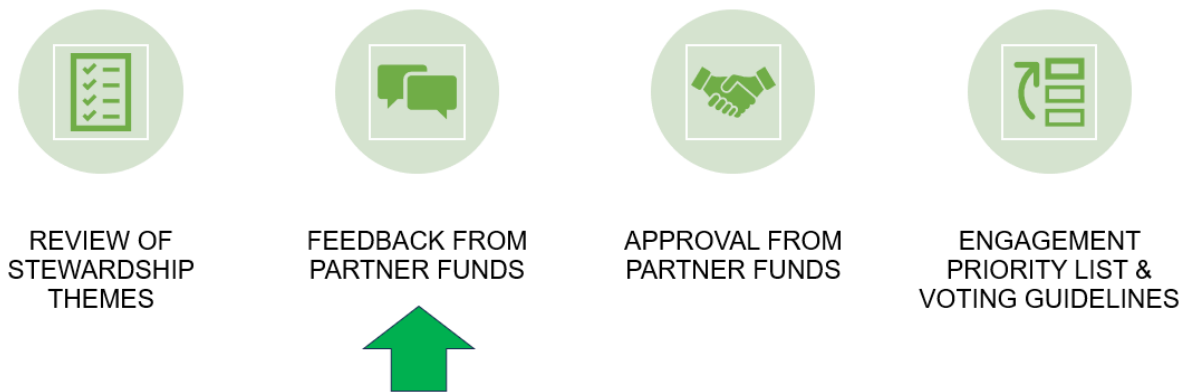 REVIEW OF
STEWARDSHIP
THEMES
FEEDBACK FROM
PARTNER FUNDS
APPROVAL FROM
PARTNER FUNDS
ENGAGEMENT
PRIORITY LIST &
VOTING GUIDELINES